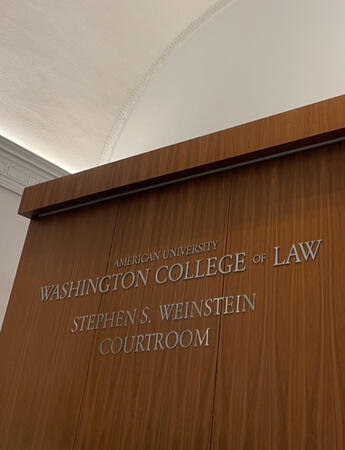 AMERICAN UNIVERSITY
WASHINGTON COLLEGE OF LAW
STEPHEN S. WEINSTEIN
COURTROOM